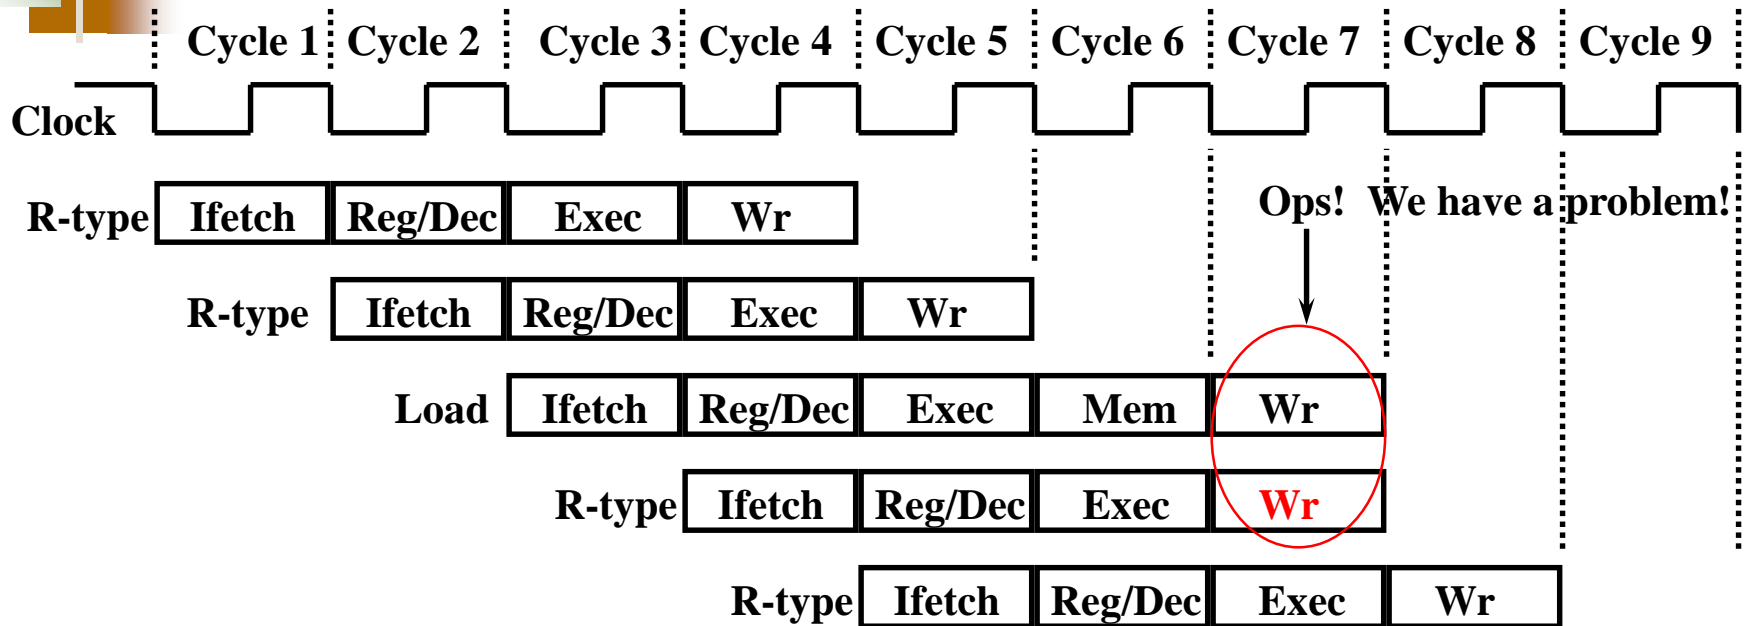 Cycle 1 Cycle 2 Cycle 3 Cycle 4 Cycle 5 Cycle 6 Cycle 7 Cycle 8 Cycle 9
Clock
Ops! We have a problem!
R-type Ifetch Reg/Dec Exec Wr
R-type Ifetch Reg/Dec Exec Wr
Load Ifetch Reg/Dec Exec Mem Wr
R-type Ifetch Reg/Dec Exec Wr
R-type Ifetch Reg/Dec Exec Wr